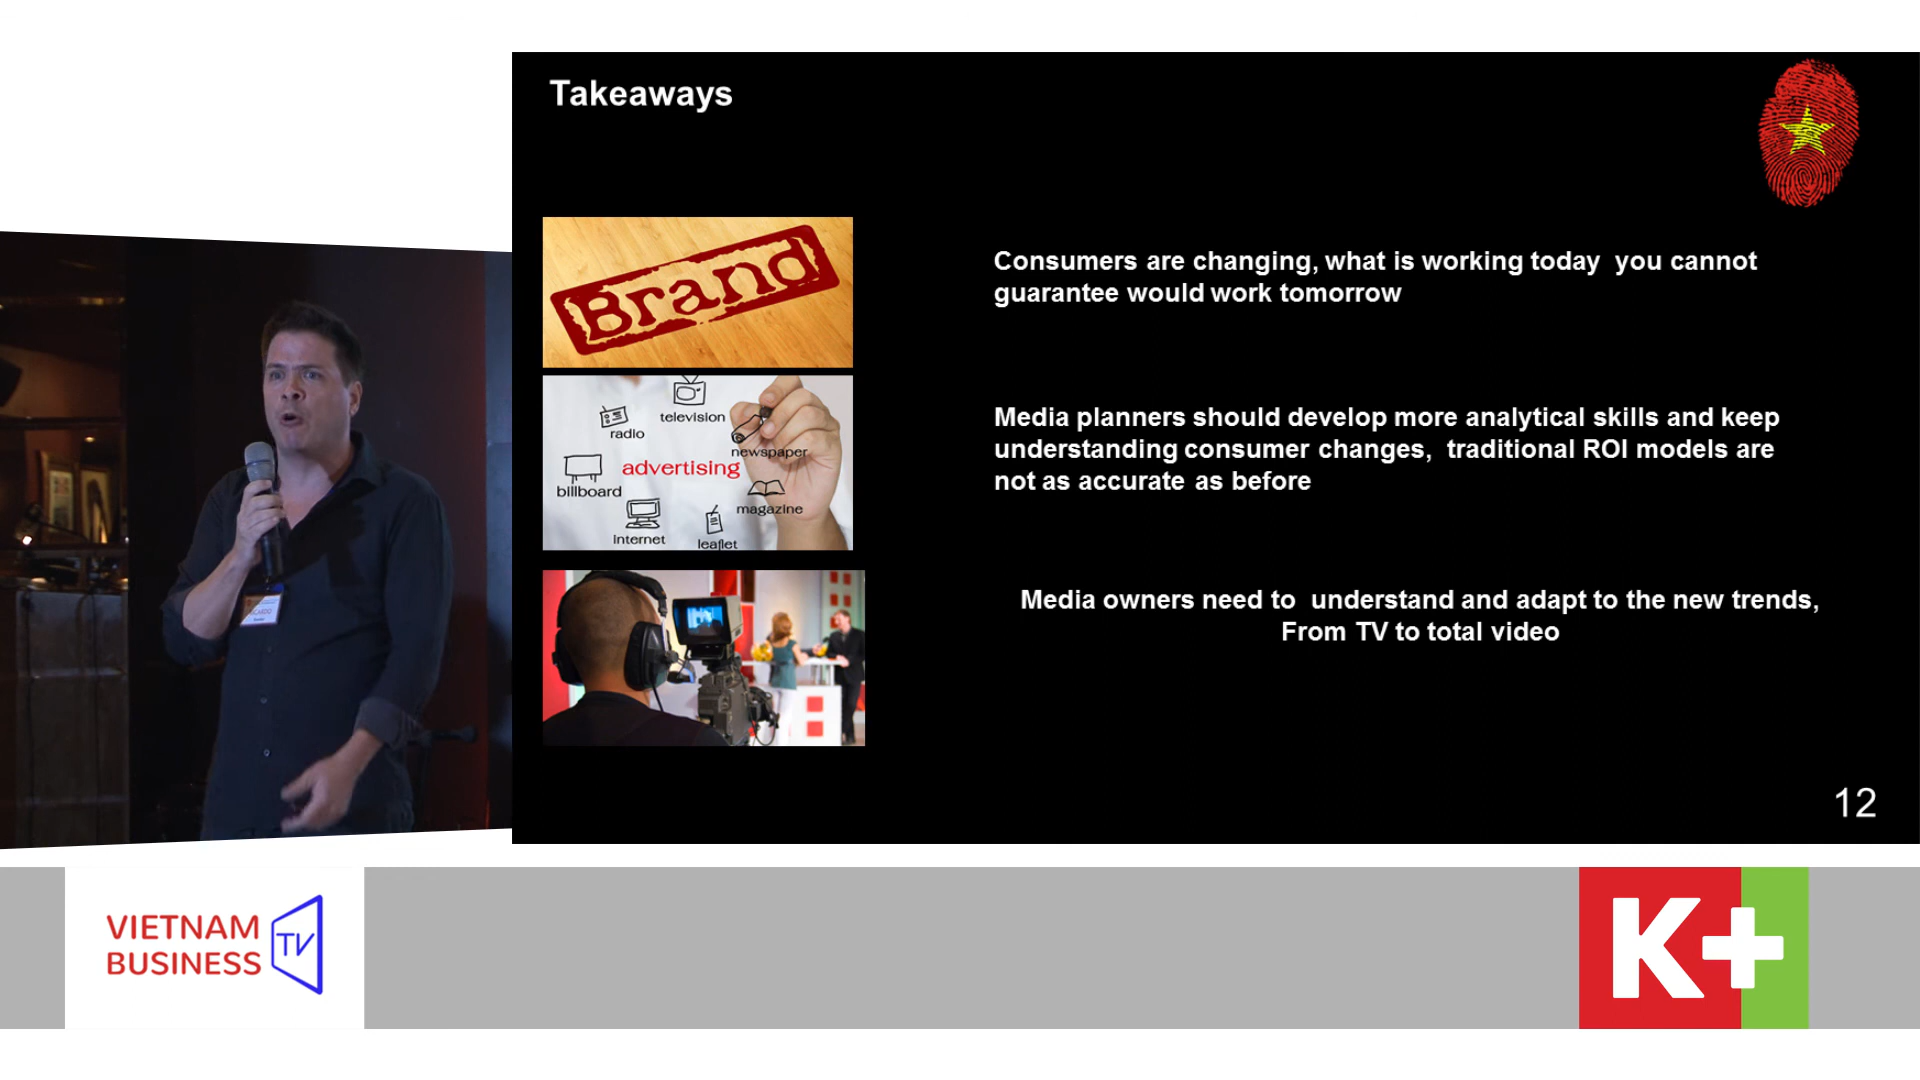 Takeaways
Brand
Consumers are changing, what is working today you cannot
guarantee would work tomorrow
television
radio
newspaper
advertising
billboard
magazine
internet
leaflet
Media planners should develop more analytical skills and keep
understanding consumer changes, traditional ROI models are
not as accurate as before
Media owners need to understand and adapt to the new trends,
From TV to total video
12
VIETNAM
BUSINESS
TV
K+